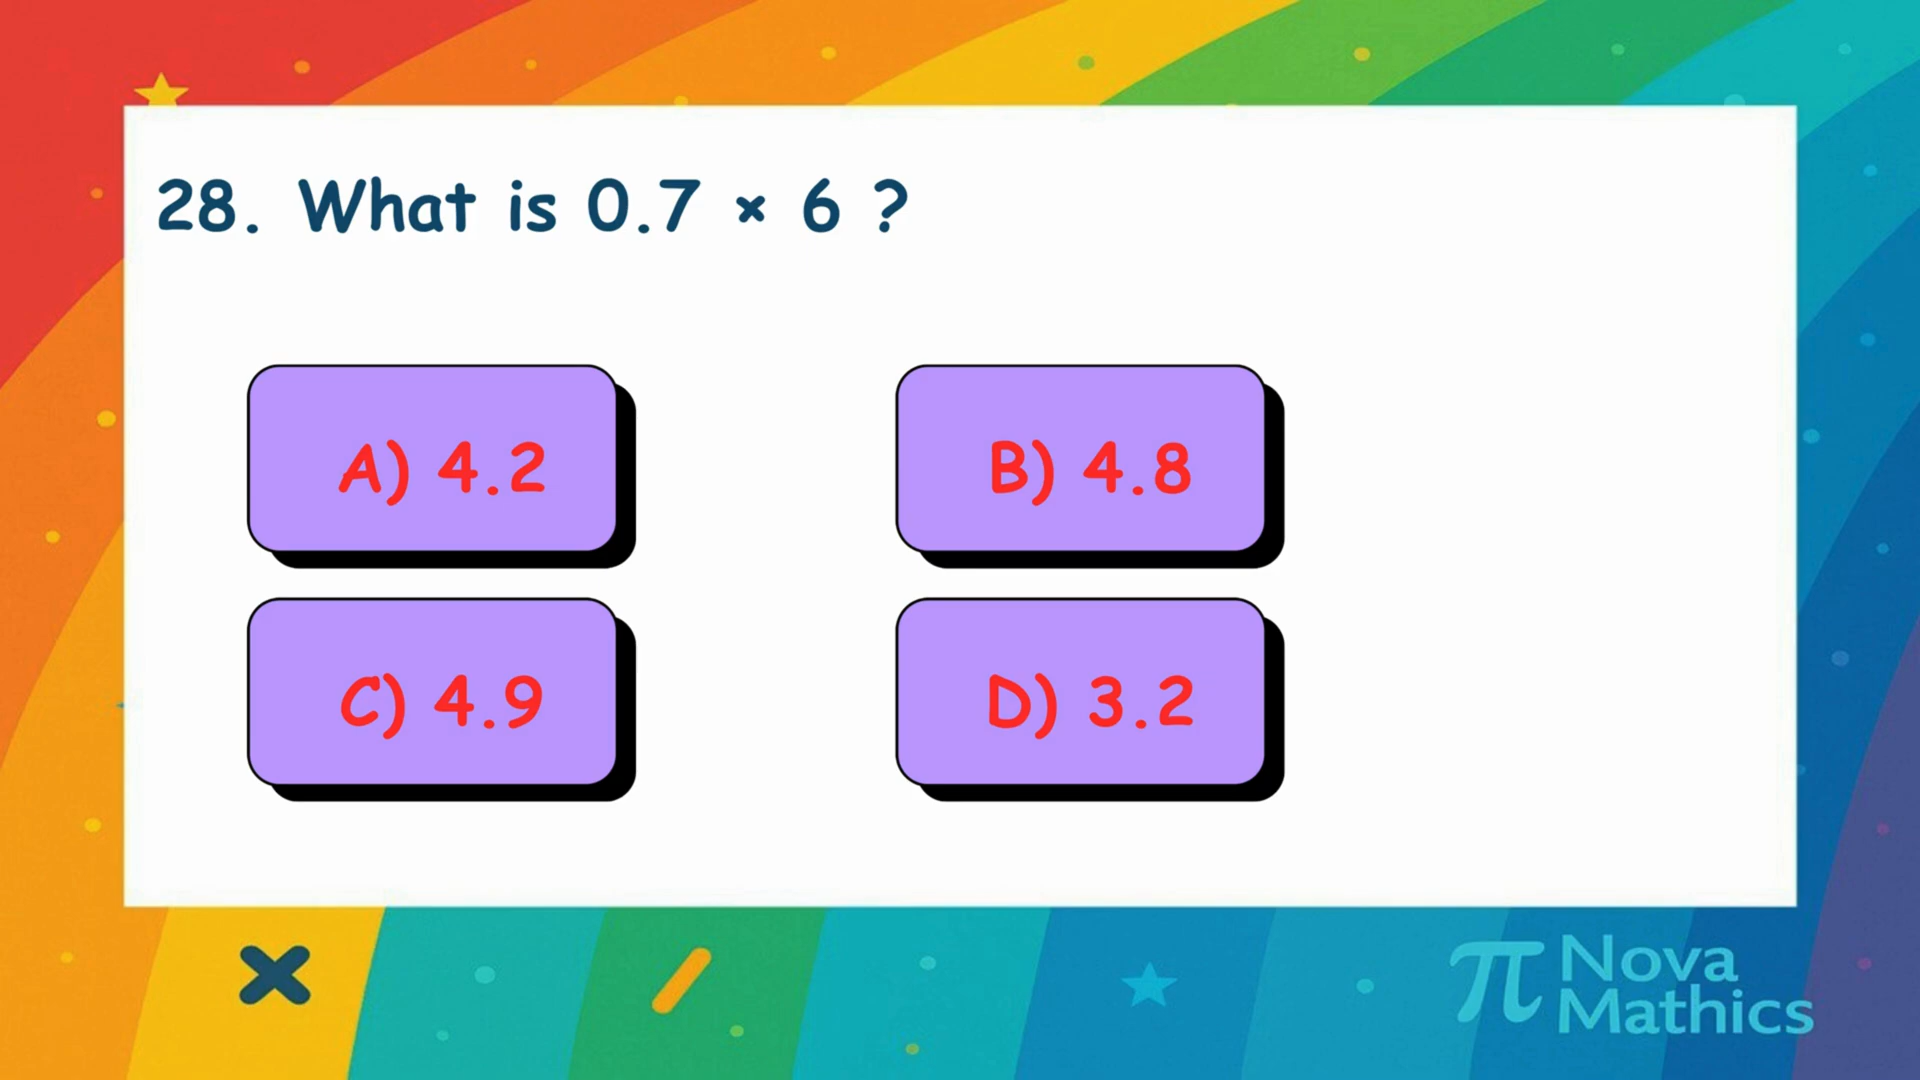 28. What is 0.7 × 6 ?
A) 4.2
B) 4.8
C) 4.9
D) 3.2
π Nova
Mathics